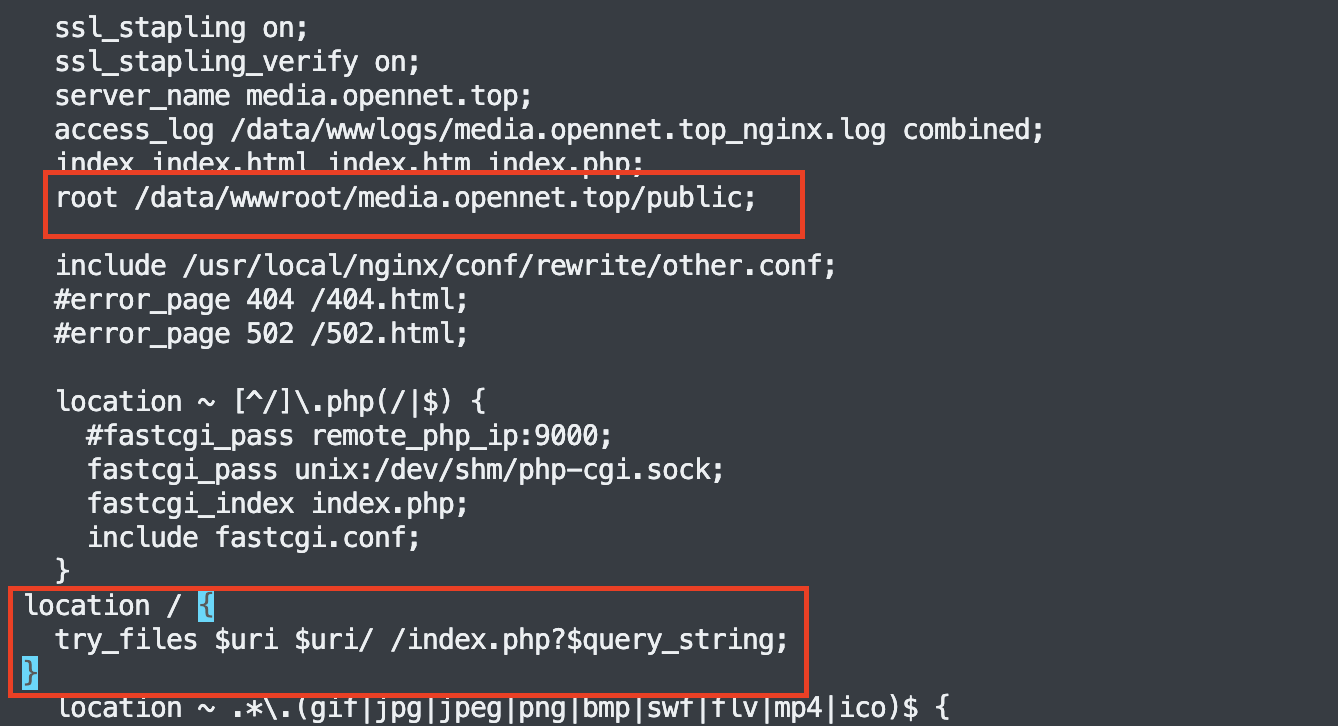 ssl_stapling on;
ssl_stapling_verify on;
server_name media.opennet.top;
access_log /data/wwwlogs/media.opennet.top_nginx.log combined;
index index.html index.htm index.php;
root /data/wwwroot/media.opennet.top/public;
include /usr/local/nginx/conf/rewrite/other.conf;
#error_page 404 /404.html;
#error_page 502 /502.html;
location ~ [^/]\.php(/|$) {
#fastcgi_pass remote_php_ip:9000;
fastcgi_pass unix:/dev/shm/php-cgi.sock;
fastcgi_index index.php;
include fastcgi.conf;
}
location / {
try_files $uri $uri/ /index.php?$query_string;
}
location ~ .*\.(gif|jpg|jpeg|png|bmp|swf|flv|mp4|ico)$ {